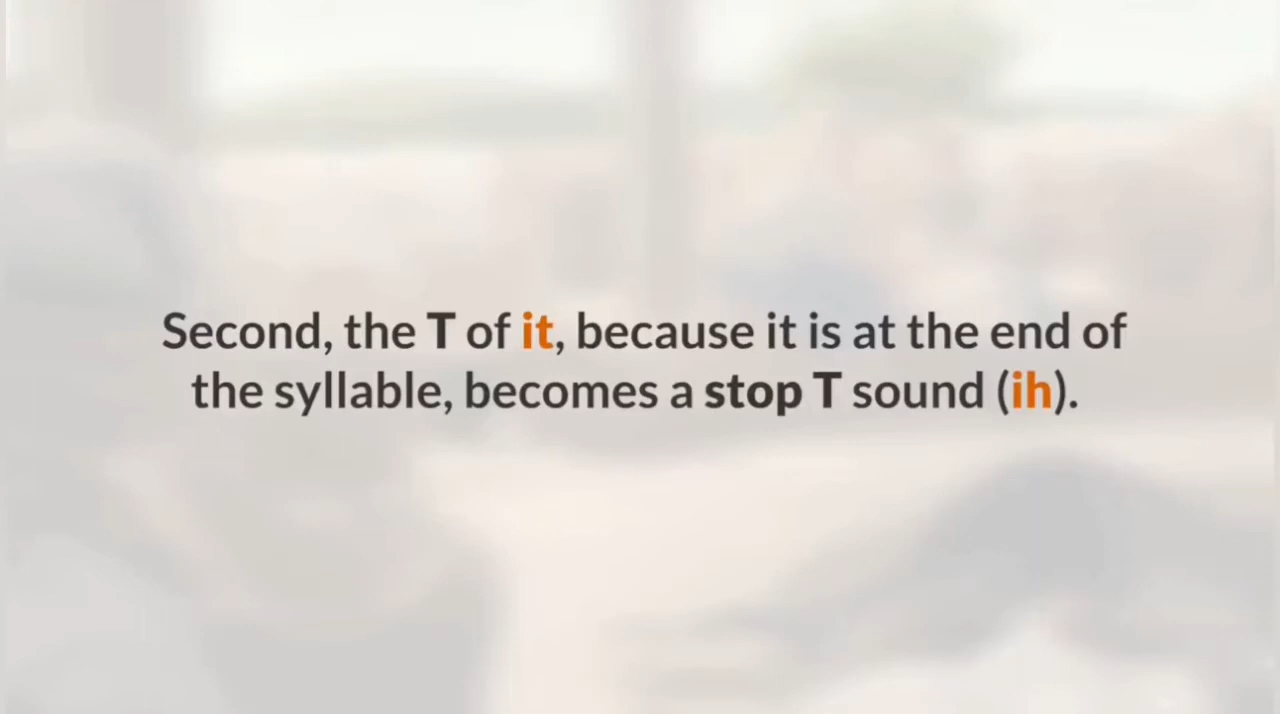 Second, the T of it, because it is at the end of
the syllable, becomes a stop T sound (ih).